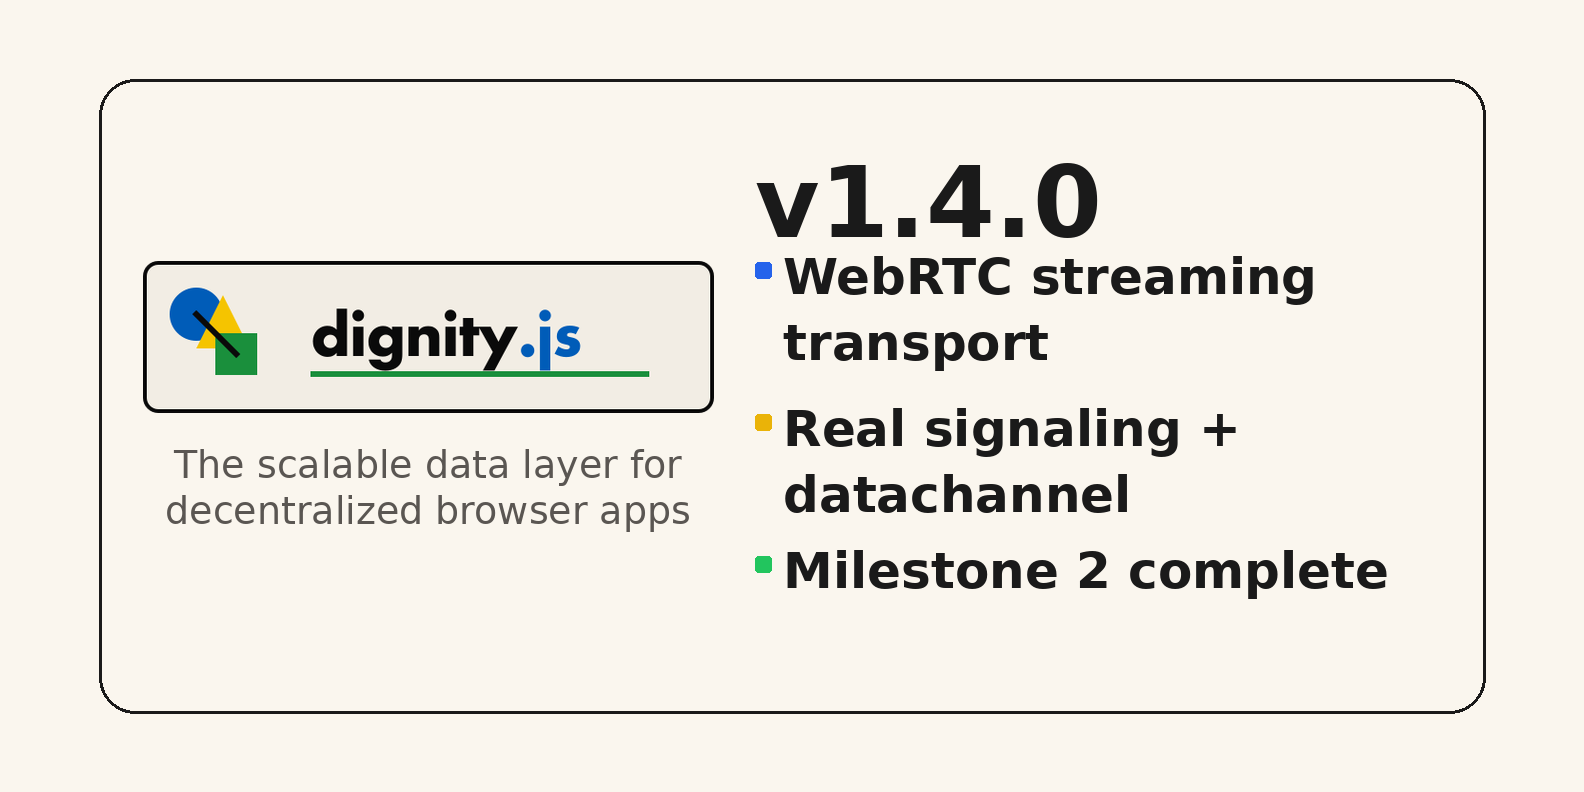 dignity.js
The scalable data layer for
decentralized browser apps
v1.4.0
WebRTC streaming
transport
Real signaling +
datachannel
Milestone 2 complete